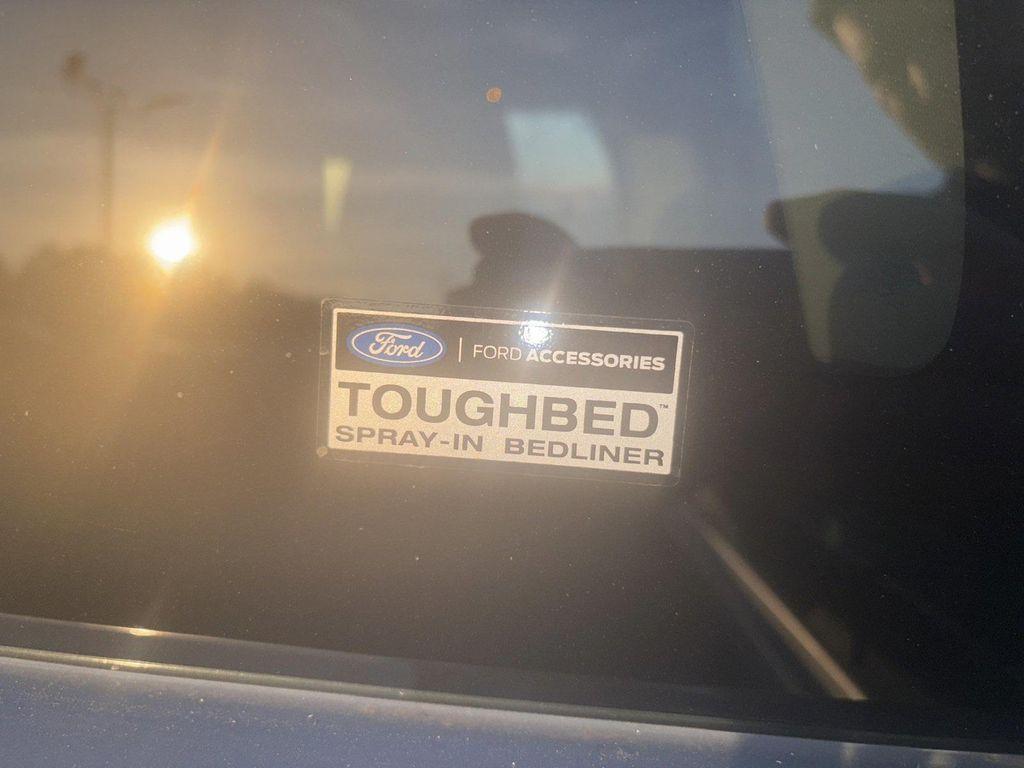 Ford | FORD ACCESSORIES
TOUGHBED™
SPRAY-IN BEDLINER